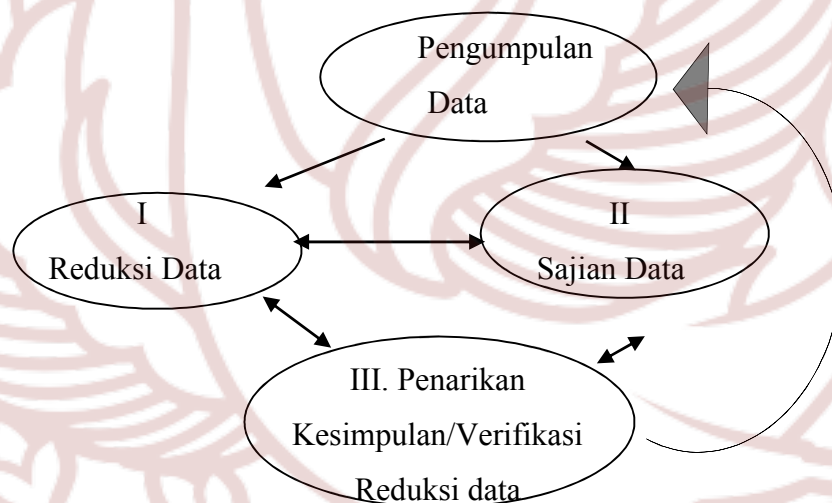 Pengumpulan
Data
I
Reduksi Data
II
Sajian Data
III. Penarikan
Kesimpulan/Verifikasi
Reduksi data